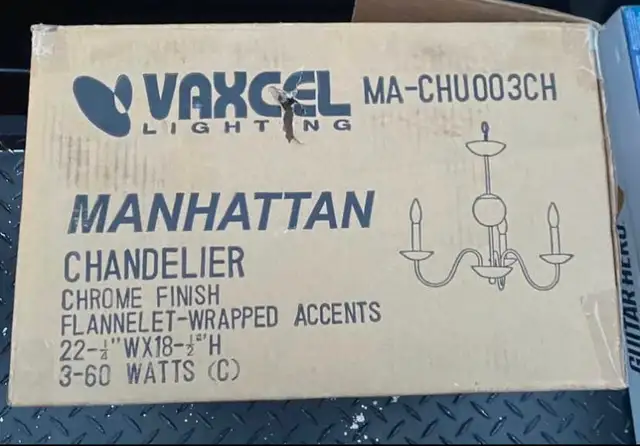 VAXCEL
LIGHTING
MA-CHU003CH
MANHATTAN
CHANDELIER
CHROME FINISH
FLANNELET-WRAPPED ACCENTS
22-¼"WX18-½"H
3-60 WATTS (C)
GUITAR HERO